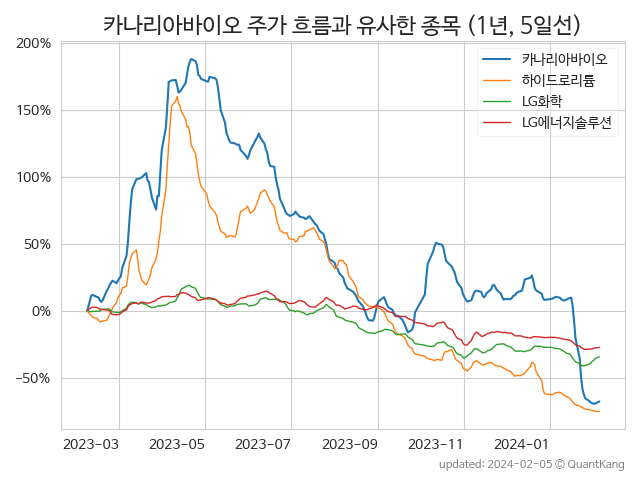 카나리아바이오 주가 흐름과 유사한 종목 (1년, 5일선)
카나리아바이오
하이드로리튬
LG화학
LG에너지솔루션
200%
150%
100%
50%
0%
−50%
2023-03 2023-05 2023-07 2023-09 2023-11 2024-01
updated: 2024-02-05 © QuantKang